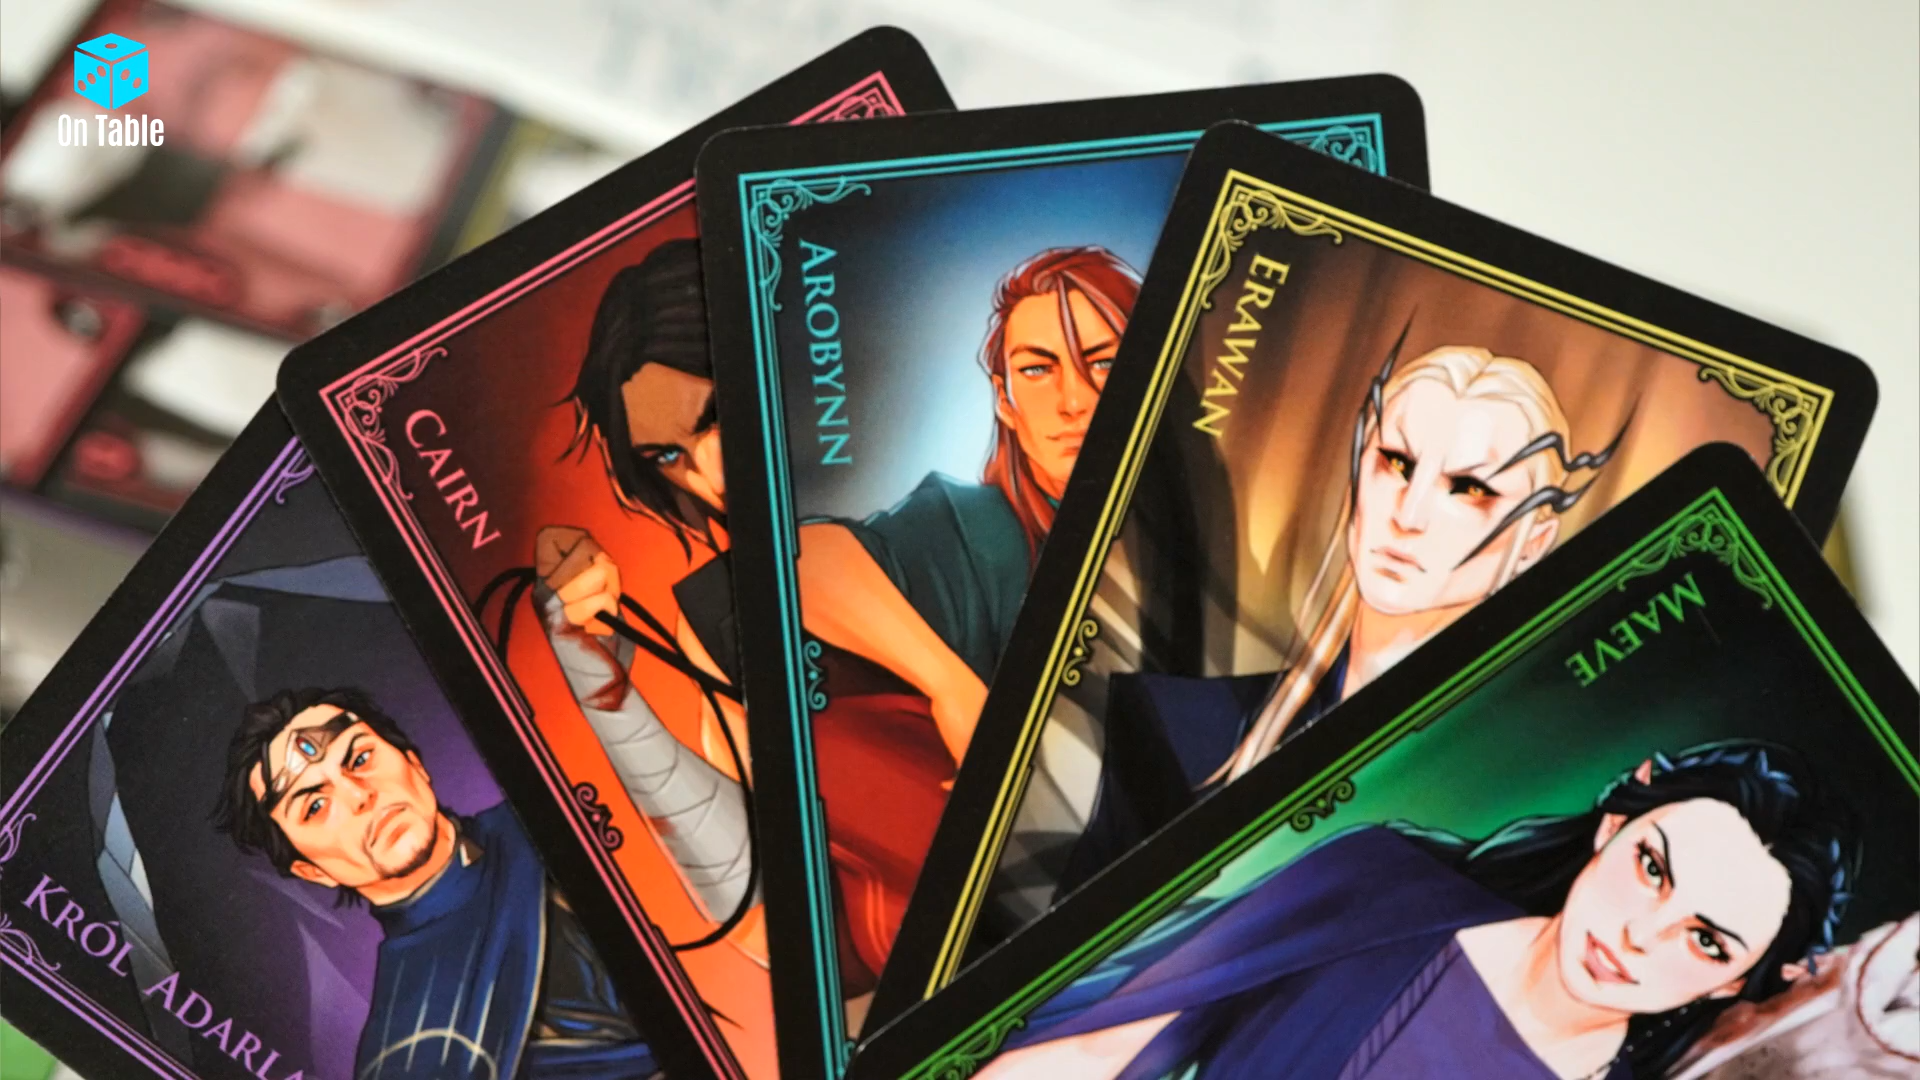 On Table
CAIRN
AROBYNN
ERAWAN
MAEVE
KRÓL ADARLA